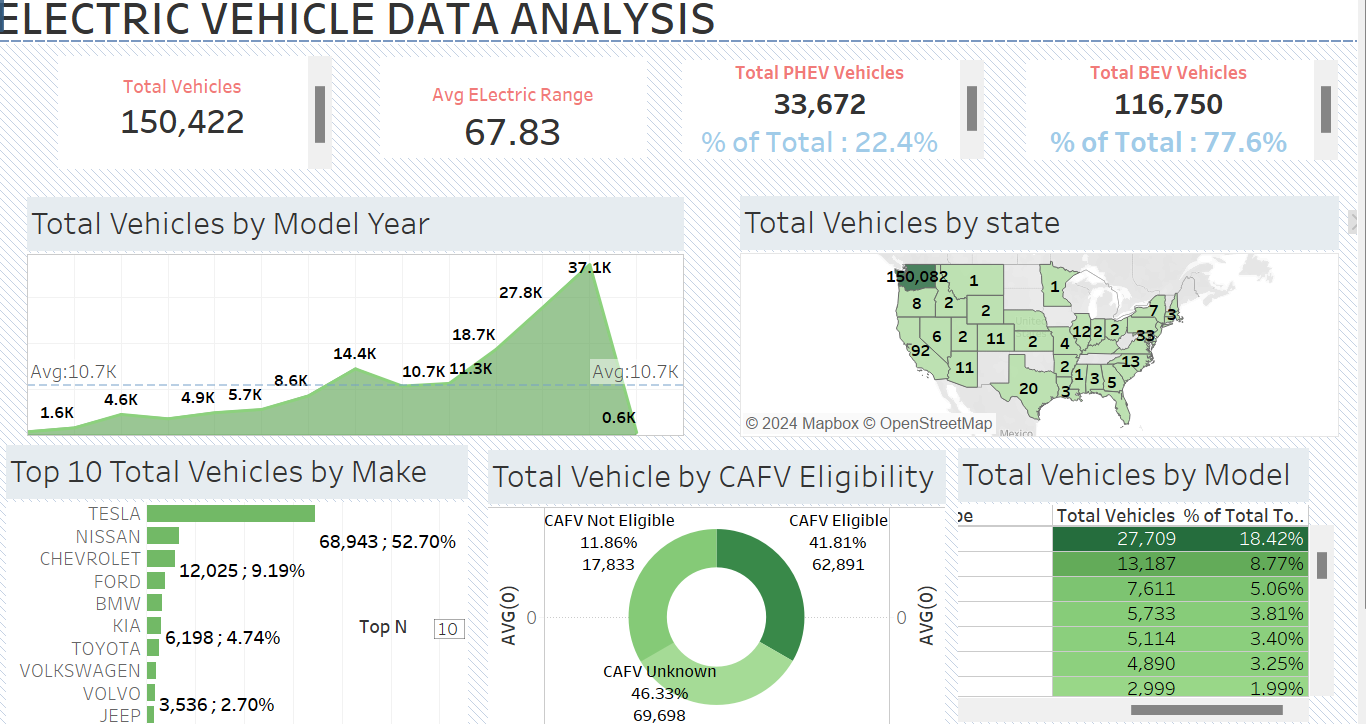 ELECTRIC VEHICLE DATA ANALYSIS
Total Vehicles
150,422
Avg ELectric Range
67.83
Total PHEV Vehicles
33,672
% of Total : 22.4%
Total BEV Vehicles
116,750
% of Total : 77.6%
Total Vehicles by Model Year
37.1K
27.8K
18.7K
14.4K
Avg:10.7K
10.7K
11.3K
Avg:10.7K
8.6K
5.7K
4.9K
4.6K
1.6K
0.6K
Total Vehicles by state
150,082
1
1
8
2
2
7
3
6
2
11
2
12
2
2
33
92
4
11
13
2
20
3
1
3
5
© 2024 Mapbox © OpenStreetMap
Mexico
Top 10 Total Vehicles by Make
TESLA
NISSAN
68,943 ; 52.70%
CHEVROLET
12,025 ; 9.19%
FORD
BMW
KIA
6,198 ; 4.74%
TOYOTA
VOLKSWAGEN
VOLVO
3,536 ; 2.70%
JEEP
Top N
10
Total Vehicle by CAFV Eligibility
CAFV Not Eligible
11.86%
17,833
CAFV Eligible
41.81%
62,891
AVG(0)
0
0
AVG(0)
CAFV Unknown
46.33%
69,698
Total Vehicles by Model
pe Total Vehicles % of Total To..
27,709 18.42%
13,187 8.77%
7,611 5.06%
5,733 3.81%
5,114 3.40%
4,890 3.25%
2,999 1.99%